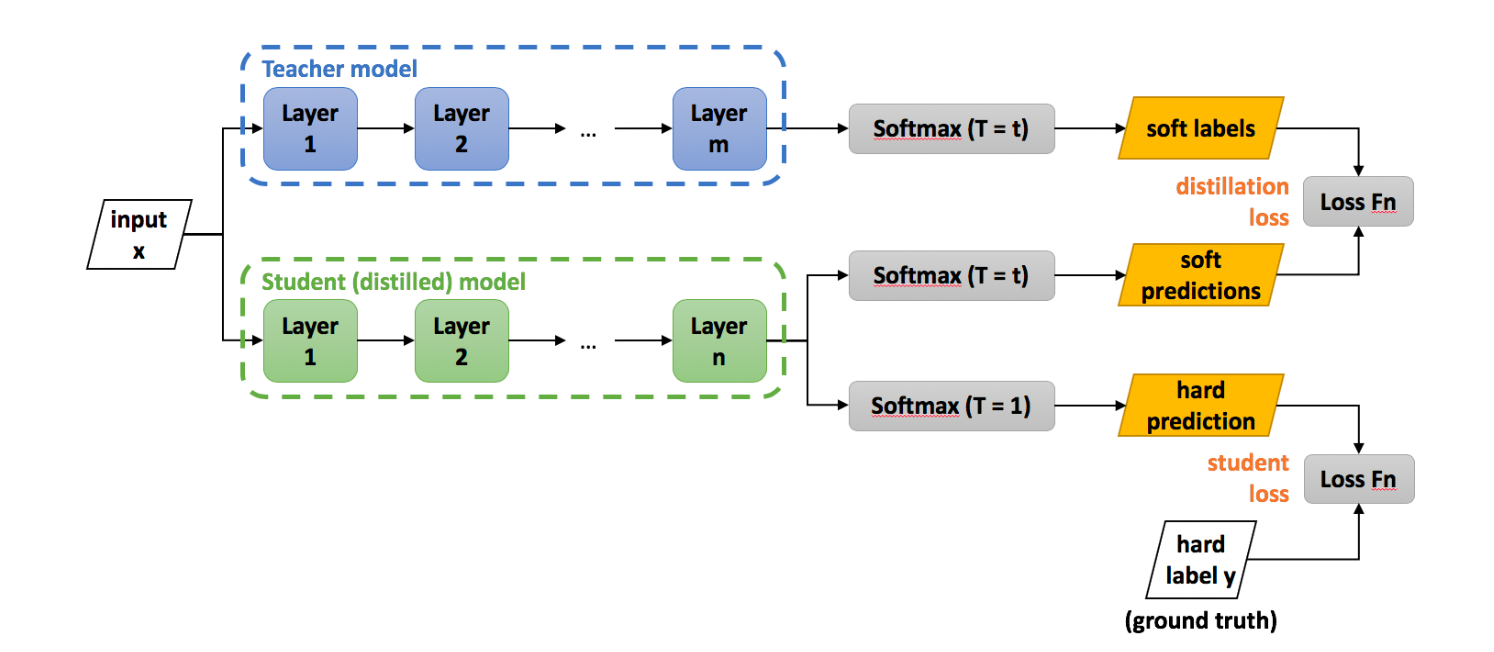 Teacher model
Layer
1
Layer
2
...
Layer
m
Softmax (T = t)
soft labels
input
x
distillation
loss
Loss Fn
Student (distilled) model
Layer
1
Layer
2
...
Layer
n
Softmax (T = t)
soft
predictions
Softmax (T = 1)
hard
prediction
student
loss
Loss Fn
hard
label y
(ground truth)